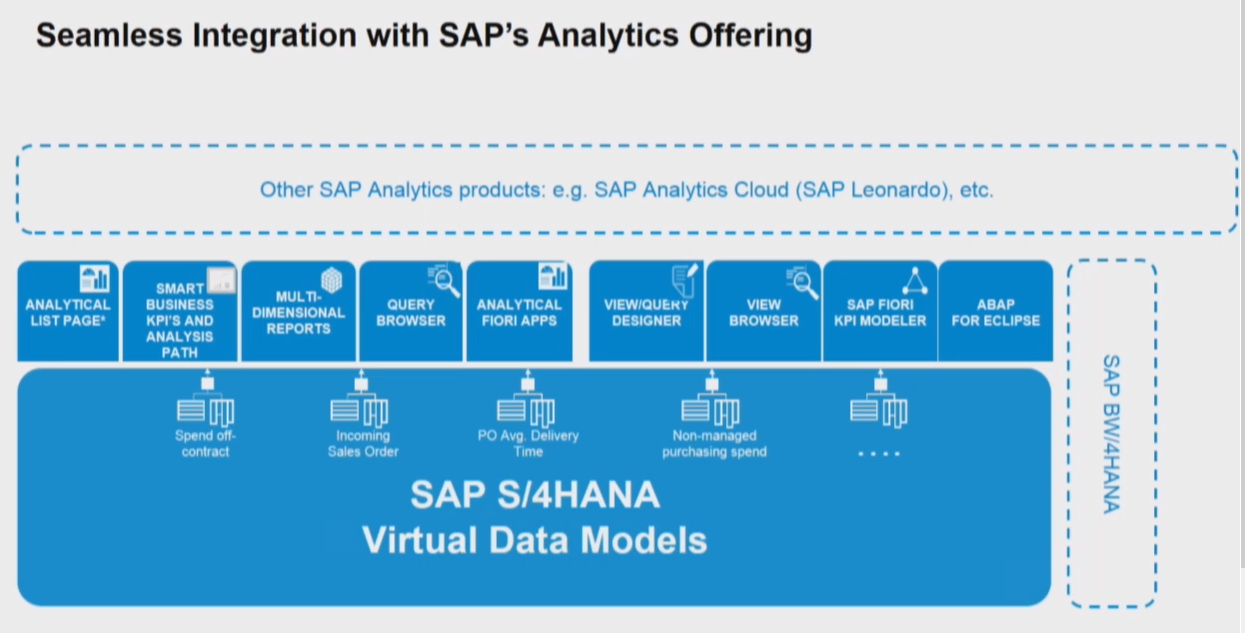 Seamless Integration with SAP's Analytics Offering
Other SAP Analytics products: e.g. SAP Analytics Cloud (SAP Leonardo), etc.
ANALYTICAL
LIST PAGE*
SMART
BUSINESS
KPI'S AND
ANALYSIS
PATH
MULTI-
DIMENSIONAL
REPORTS
QUERY
BROWSER
ANALYTICAL
FIORI APPS
VIEW/QUERY
DESIGNER
VIEW
BROWSER
SAP FIORI
KPI MODELER
ABAP
FOR ECLIPSE
Spend off-
contract
Incoming
Sales Order
PO Avg. Delivery
Time
Non-managed
purchasing spend
. . . .
SAP S/4HANA
Virtual Data Models
SAP BW/4HANA